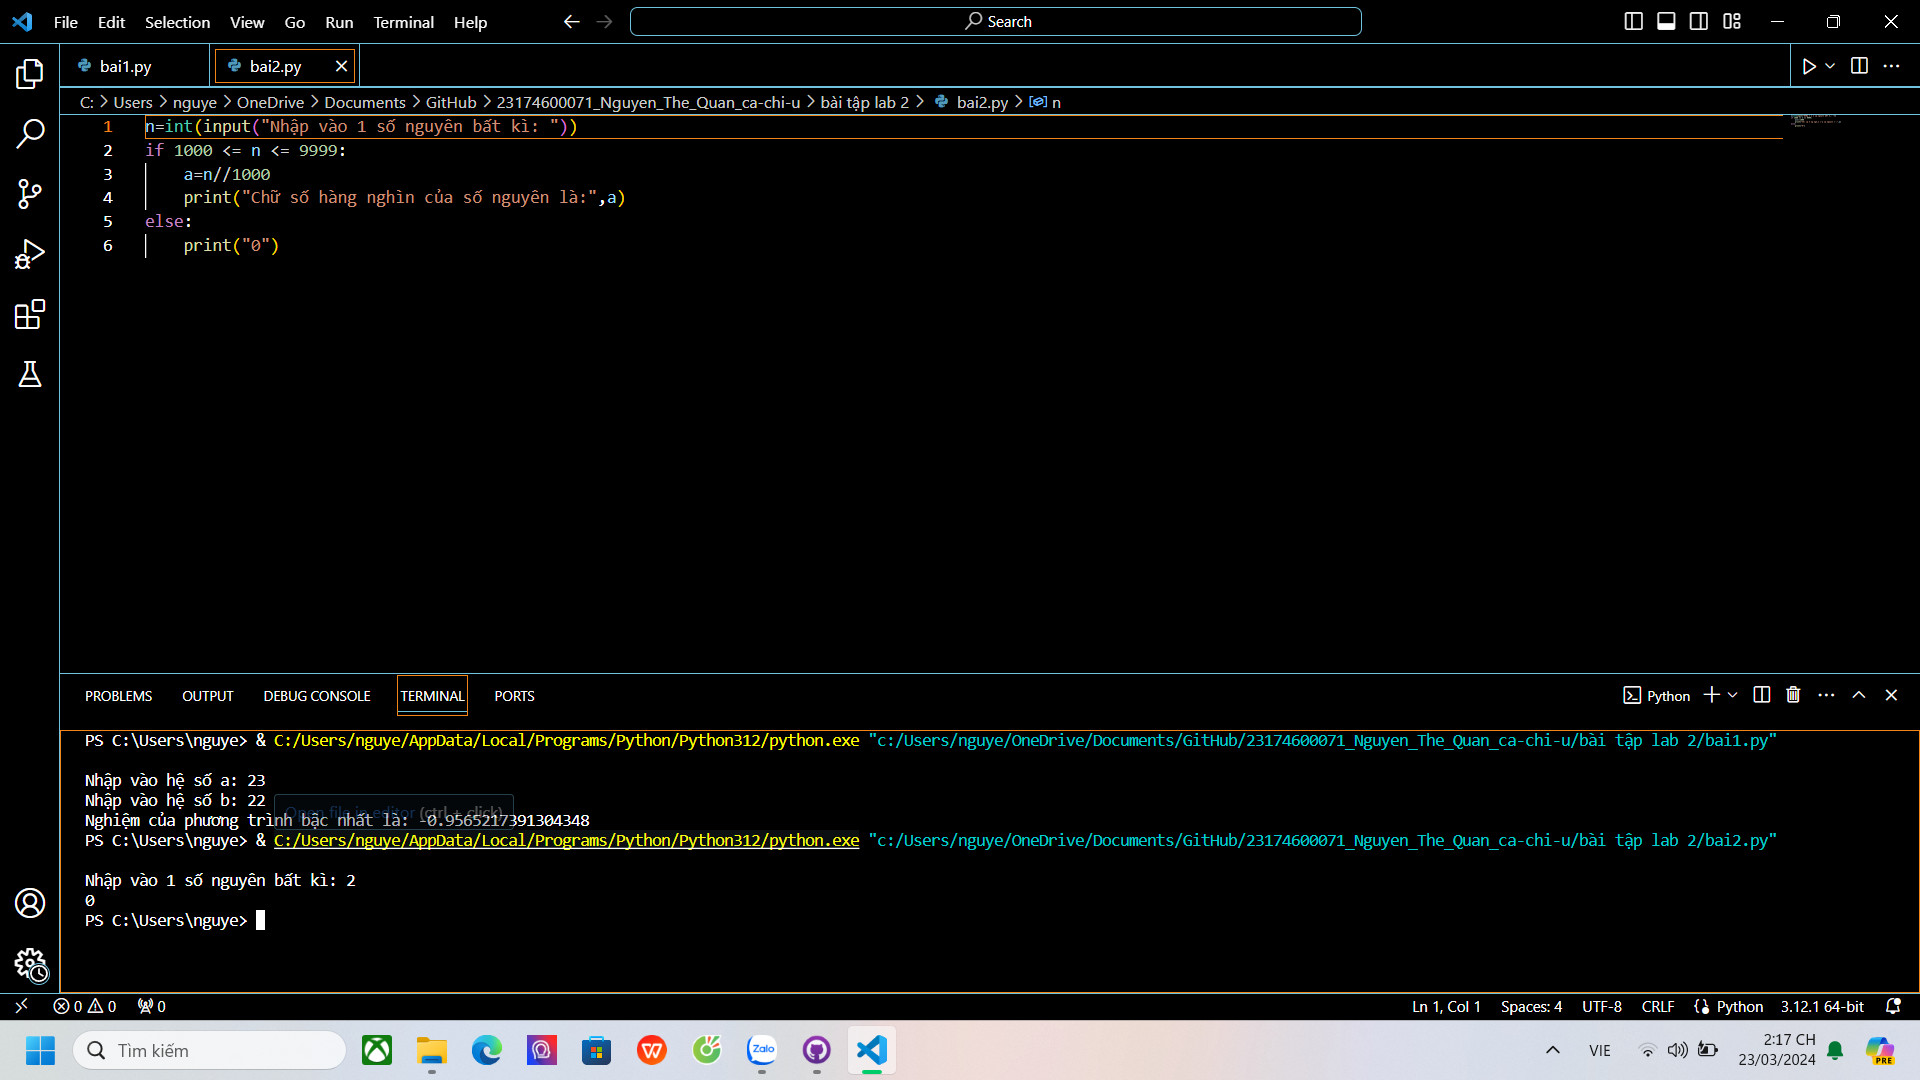 File Edit Selection View Go Run Terminal Help
Search
bai1.py
bai2.py
C: > Users > nguye > OneDrive > Documents > GitHub > 23174600071_Nguyen_The_Quan_ca-chi-u > bài tập lab 2 > bai2.py > n
1 n=int(input("Nhập vào 1 số nguyên bất kì: "))
2 if 1000 <= n <= 9999:
3     a=n//1000
4     print("Chữ số hàng nghìn của số nguyên là:",a)
5 else:
6     print("0")
PROBLEMS OUTPUT DEBUG CONSOLE TERMINAL PORTS
Python
PS C:\Users\nguye> & C:/Users/nguye/AppData/Local/Programs/Python/Python312/python.exe "c:/Users/nguye/OneDrive/Documents/GitHub/23174600071_Nguyen_The_Quan_ca-chi-u/bài tập lab 2/bai1.py"
Nhập vào hệ số a: 23
Nhập vào hệ số b: 22
Open file in editor (ctrl + click)
Nghiệm của phương trình bậc nhất là: -0.9565217391304348
PS C:\Users\nguye> & C:/Users/nguye/AppData/Local/Programs/Python/Python312/python.exe "c:/Users/nguye/OneDrive/Documents/GitHub/23174600071_Nguyen_The_Quan_ca-chi-u/bài tập lab 2/bai2.py"
Nhập vào 1 số nguyên bất kì: 2
0
PS C:\Users\nguye>
0 0 0
Ln 1, Col 1 Spaces: 4 UTF-8 CRLF Python 3.12.1 64-bit
Tìm kiếm
Zalo
VIE
2:17 CH
23/03/2024
PRE